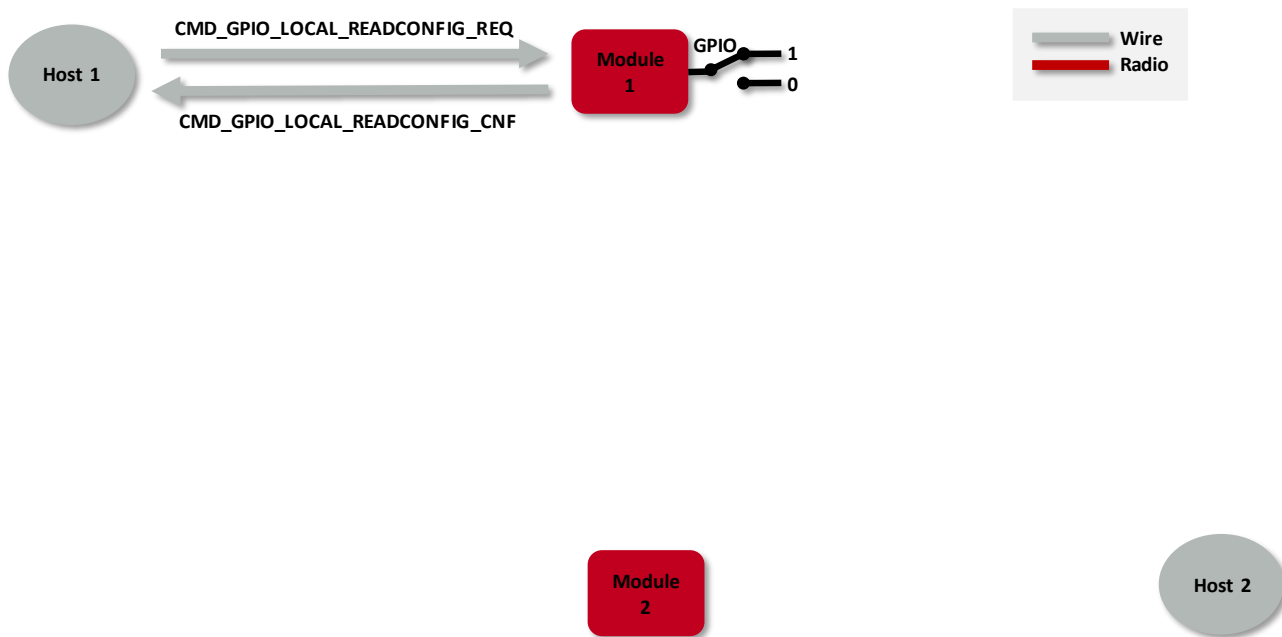 CMD_GPIO_LOCAL_READCONFIG_REQ
Host 1
Module
1
GPIO
1
0
CMD_GPIO_LOCAL_READCONFIG_CNF
Wire
Radio
Module
2
Host 2